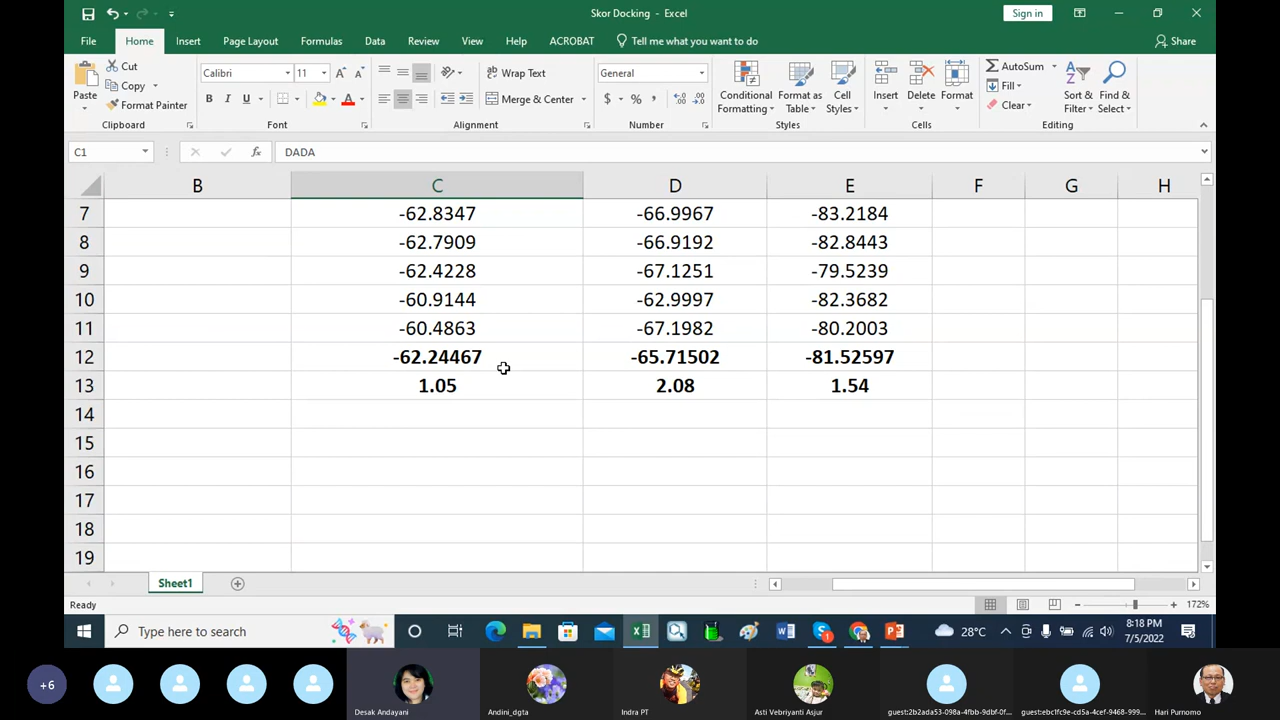 Skor Docking - Excel
Sign in
File Home Insert Page Layout Formulas Data Review View Help ACROBAT Tell me what you want to do Share
Paste
Cut
Copy
Format Painter
Clipboard
Calibri 11
B I U
Font
Wrap Text
Merge & Center
Alignment
General
$ % ,
Number
Conditional Formatting
Format as Table
Cell Styles
Styles
Insert Delete Format
Cells
AutoSum
Fill
Clear
Sort & Filter
Find & Select
Editing
C1 fx DADA
B C D E F G H
7 -62.8347 -66.9967 -83.2184
8 -62.7909 -66.9192 -82.8443
9 -62.4228 -67.1251 -79.5239
10 -60.9144 -62.9997 -82.3682
11 -60.4863 -67.1982 -80.2003
12 -62.24467 -65.71502 -81.52597
13 1.05 2.08 1.54
14
15
16
17
18
19
Sheet1
Ready 172%
Type here to search 28°C 8:18 PM
7/5/2022
+6
Desak Andayani Andini_dgta Indra PT Asti Vebriyanti Asjur guest:2b2ada53-098a-4fbb-9dbf-0f... guest:ebc1fc9e-cd5a-4cef-9468-999... Hari Purnomo